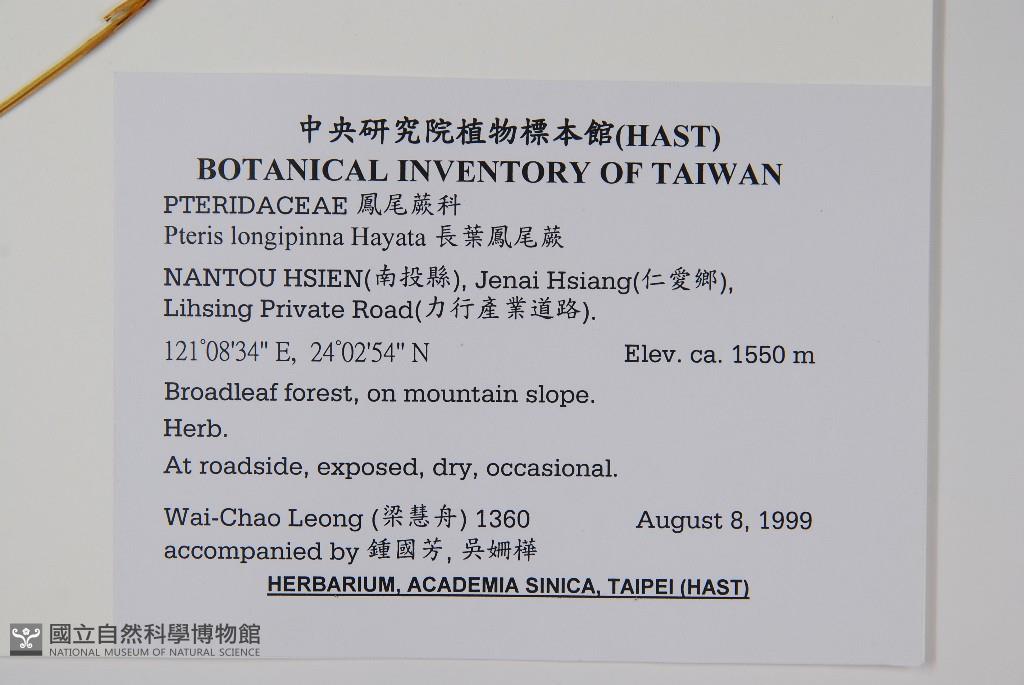 中央研究院植物標本館(HAST)
BOTANICAL INVENTORY OF TAIWAN
PTERIDACEAE 鳳尾蕨科
Pteris longipinna Hayata 長葉鳳尾蕨
NANTOU HSIEN(南投縣), Jenai Hsiang(仁愛鄉),
Lihsing Private Road(力行產業道路).
121°08'34" E, 24°02'54" N Elev. ca. 1550 m
Broadleaf forest, on mountain slope.
Herb.
At roadside, exposed, dry, occasional.
Wai-Chao Leong (梁慧舟) 1360 August 8, 1999
accompanied by 鍾國芳, 吳姍樺
HERBARIUM, ACADEMIA SINICA, TAIPEI (HAST)
國立自然科學博物館
NATIONAL MUSEUM OF NATURAL SCIENCE